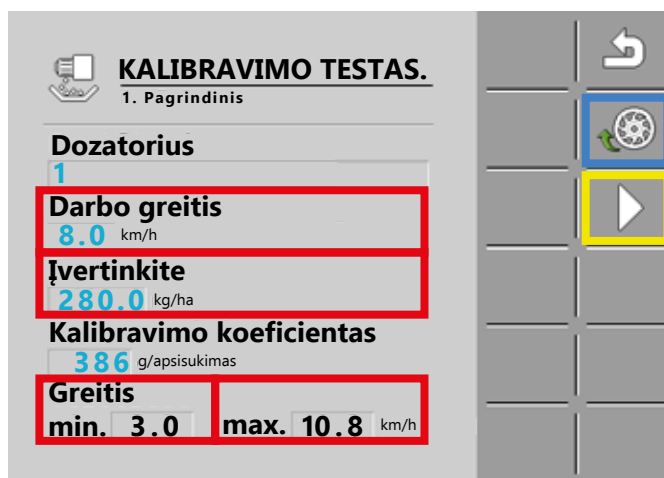 KALIBRAVIMO TESTAS.
1. Pagrindinis
Dozatorius
1
Darbo greitis
8.0 km/h
Įvertinkite
280.0 kg/ha
Kalibravimo koeficientas
386 g/apsisukimas
Greitis
min. 3.0 max. 10.8 km/h